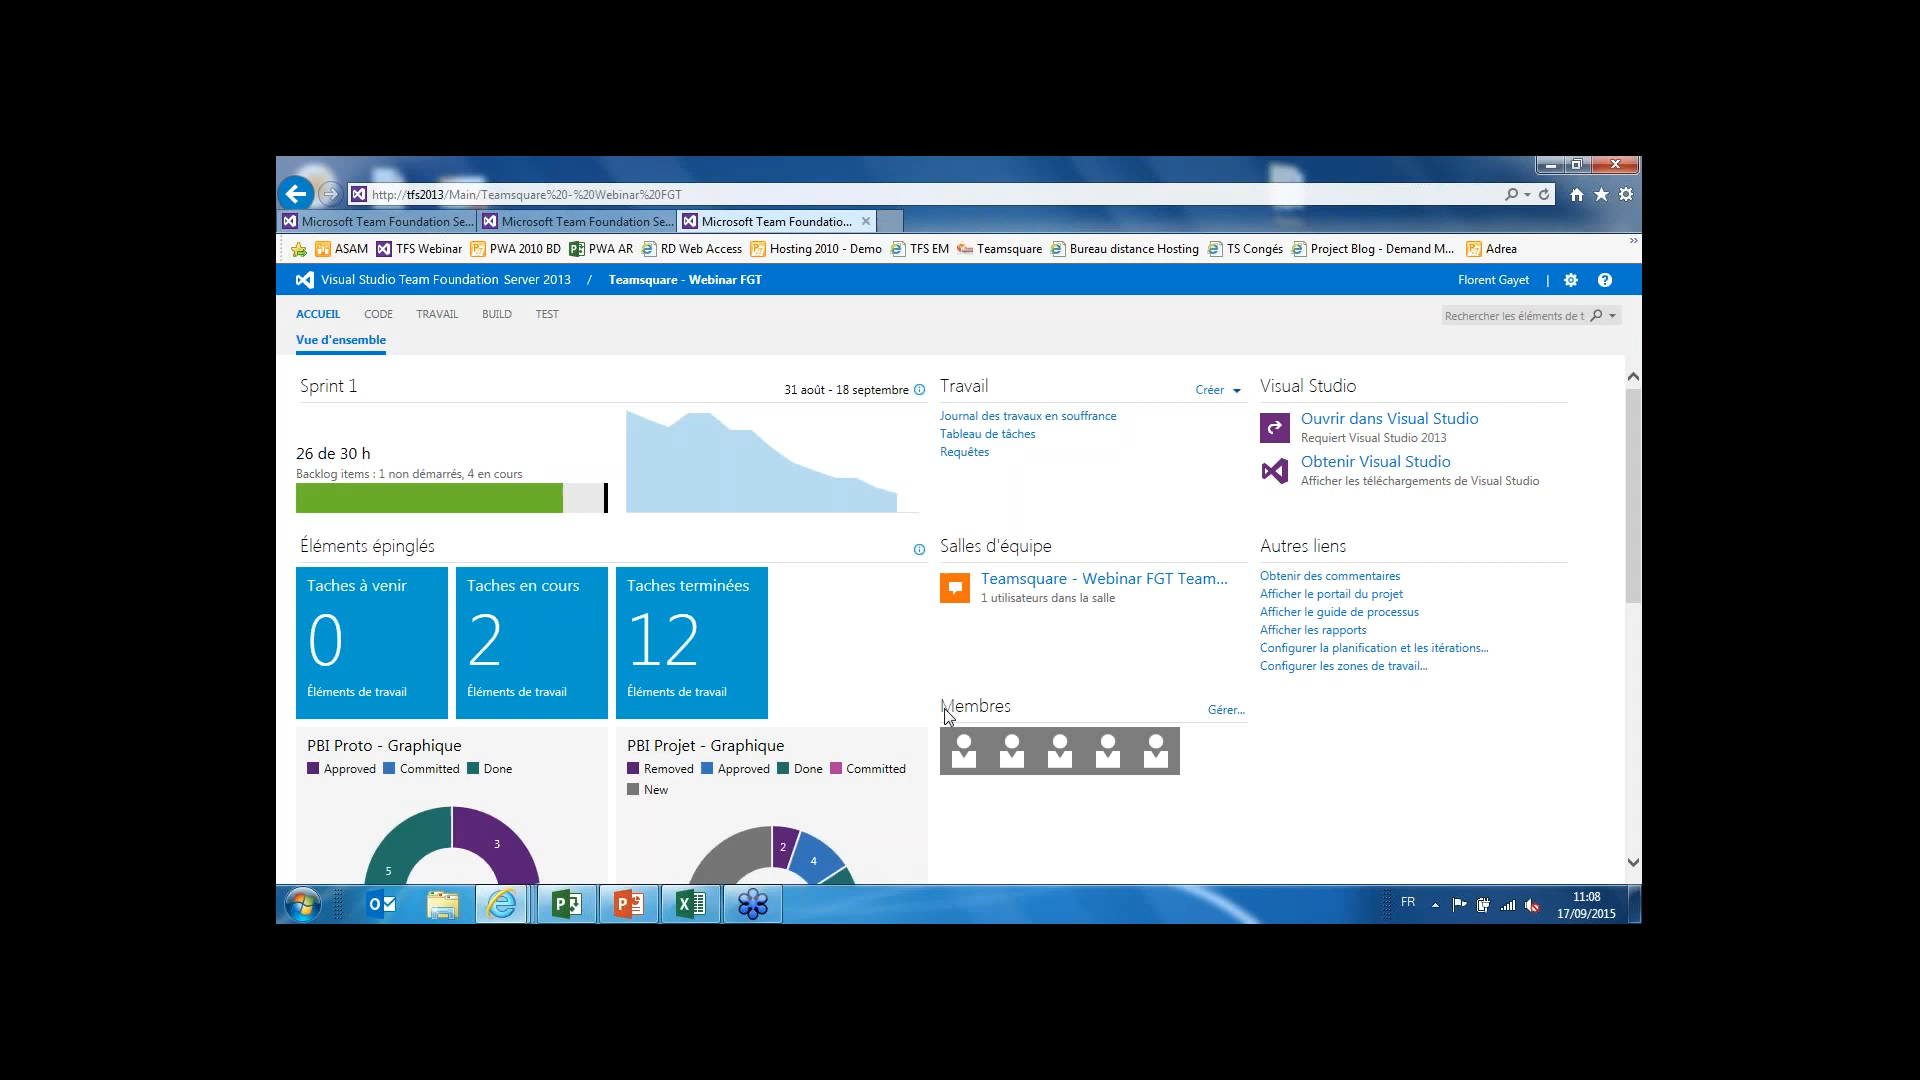 http://tfs2013/Main/Teamsquare%20-%20Webinar%20FGT
Microsoft Team Foundation Se... Microsoft Team Foundation Se... Microsoft Team Foundatio...
ASAM TFS Webinar PWA 2010 BD PWA AR RD Web Access Hosting 2010 - Demo TFS EM Teamsquare Bureau distance Hosting TS Congés Project Blog - Demand M... Adrea
Visual Studio Team Foundation Server 2013 / Teamsquare - Webinar FGT Florent Gayet |
ACCUEIL CODE TRAVAIL BUILD TEST Rechercher les éléments de t
Vue d'ensemble
Sprint 1 31 août - 18 septembre
26 de 30 h
Backlog items : 1 non démarrés, 4 en cours
Travail Créer
Journal des travaux en souffrance
Tableau de tâches
Requêtes
Visual Studio
Ouvrir dans Visual Studio
Requiert Visual Studio 2013
Obtenir Visual Studio
Afficher les téléchargements de Visual Studio
Éléments épinglés
Taches à venir
0
Éléments de travail
Taches en cours
2
Éléments de travail
Taches terminées
12
Éléments de travail
Salles d'équipe
Teamsquare - Webinar FGT Team...
1 utilisateurs dans la salle
Autres liens
Obtenir des commentaires
Afficher le portail du projet
Afficher le guide de processus
Afficher les rapports
Configurer la planification et les itérations...
Configurer les zones de travail...
Membres Gérer...
PBI Proto - Graphique
Approved Committed Done
5 3
PBI Projet - Graphique
Removed Approved Done Committed
New
2 4
FR 11:08
17/09/2015